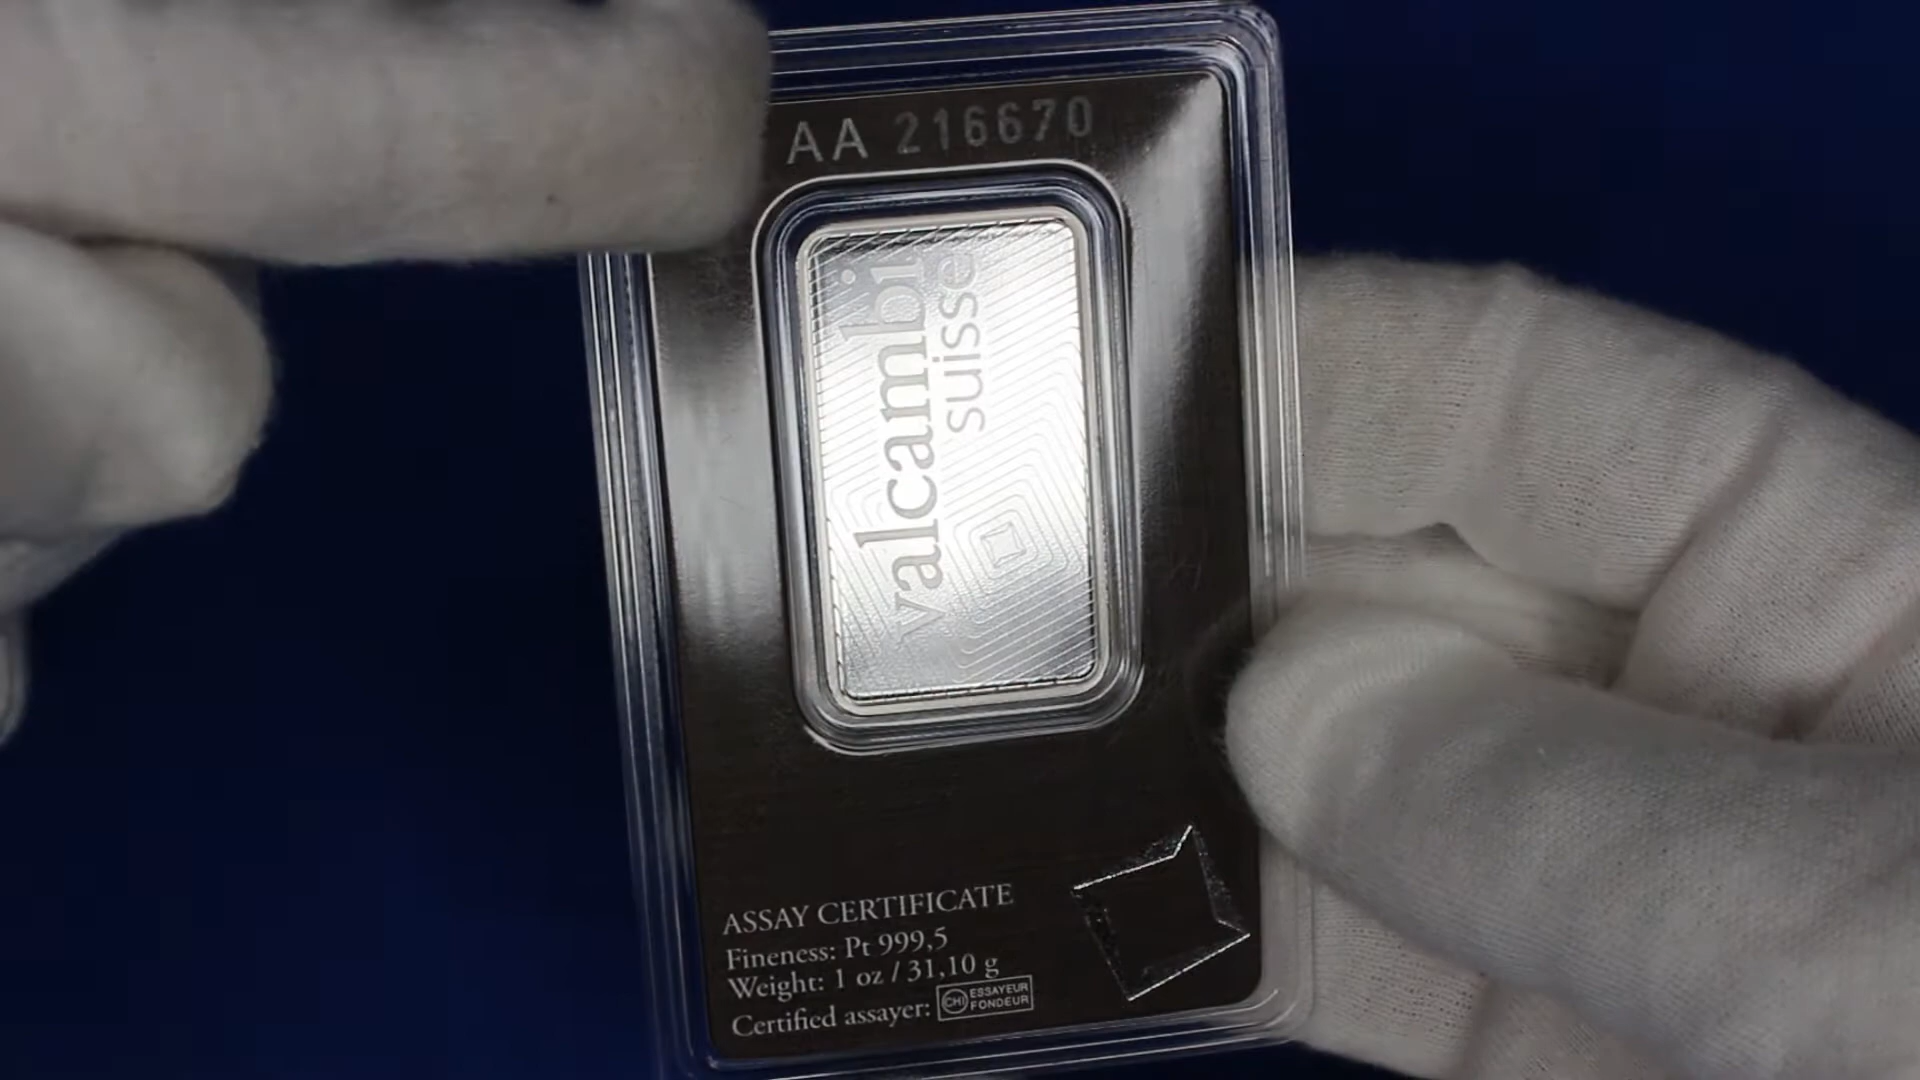 AA 216670
valcambi
suisse
ASSAY CERTIFICATE
Fineness: Pt 999,5
Weight: 1 oz / 31,10 g
Certified assayer: CHI ESSAYEUR
FONDEUR